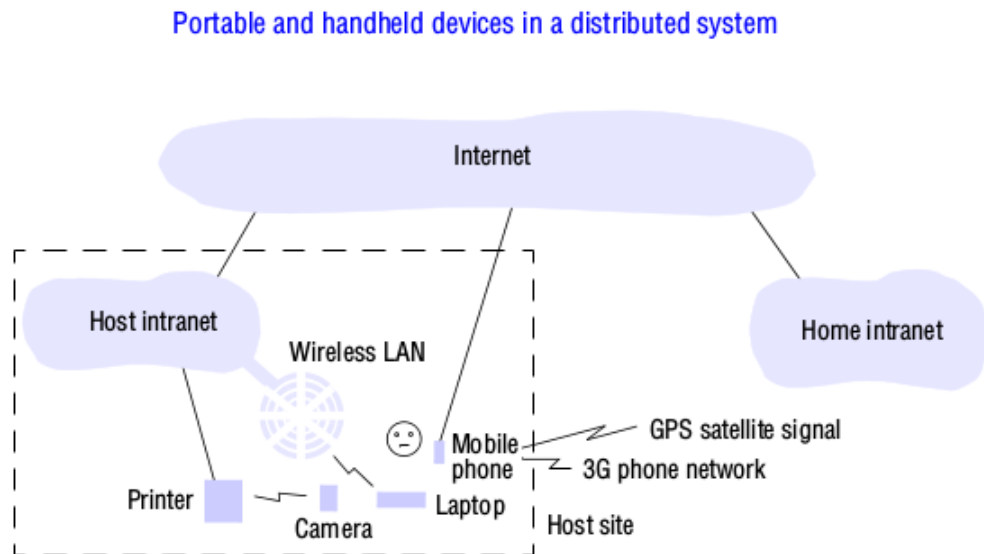 Portable and handheld devices in a distributed system
Internet
Host intranet
Wireless LAN
Home intranet
Mobile
phone
GPS satellite signal
3G phone network
Printer
Camera
Laptop
Host site